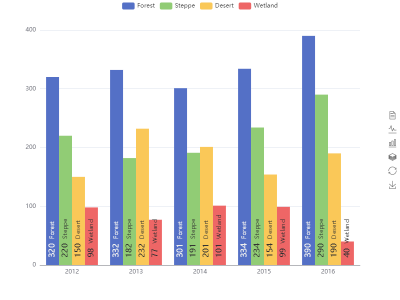 Forest Steppe Desert Wetland
400
300
200
100
0
320 Forest
220 Steppe
150 Desert
98 Wetland
332 Forest
182 Steppe
232 Desert
77 Wetland
301 Forest
191 Steppe
201 Desert
101 Wetland
334 Forest
234 Steppe
154 Desert
99 Wetland
390 Forest
290 Steppe
190 Desert
40 Wetland
2012 2013 2014 2015 2016